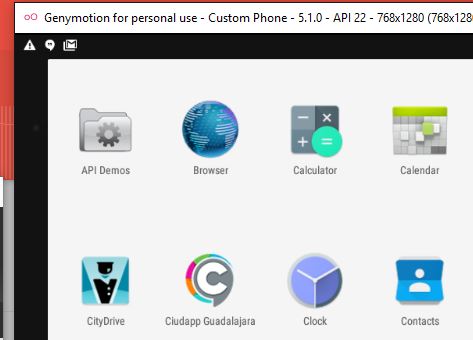 Genymotion for personal use - Custom Phone - 5.1.0 - API 22 - 768x1280 (768x1280
API Demos
Browser
Calculator
Calendar
CityDrive
Ciudapp Guadalajara
Clock
Contacts